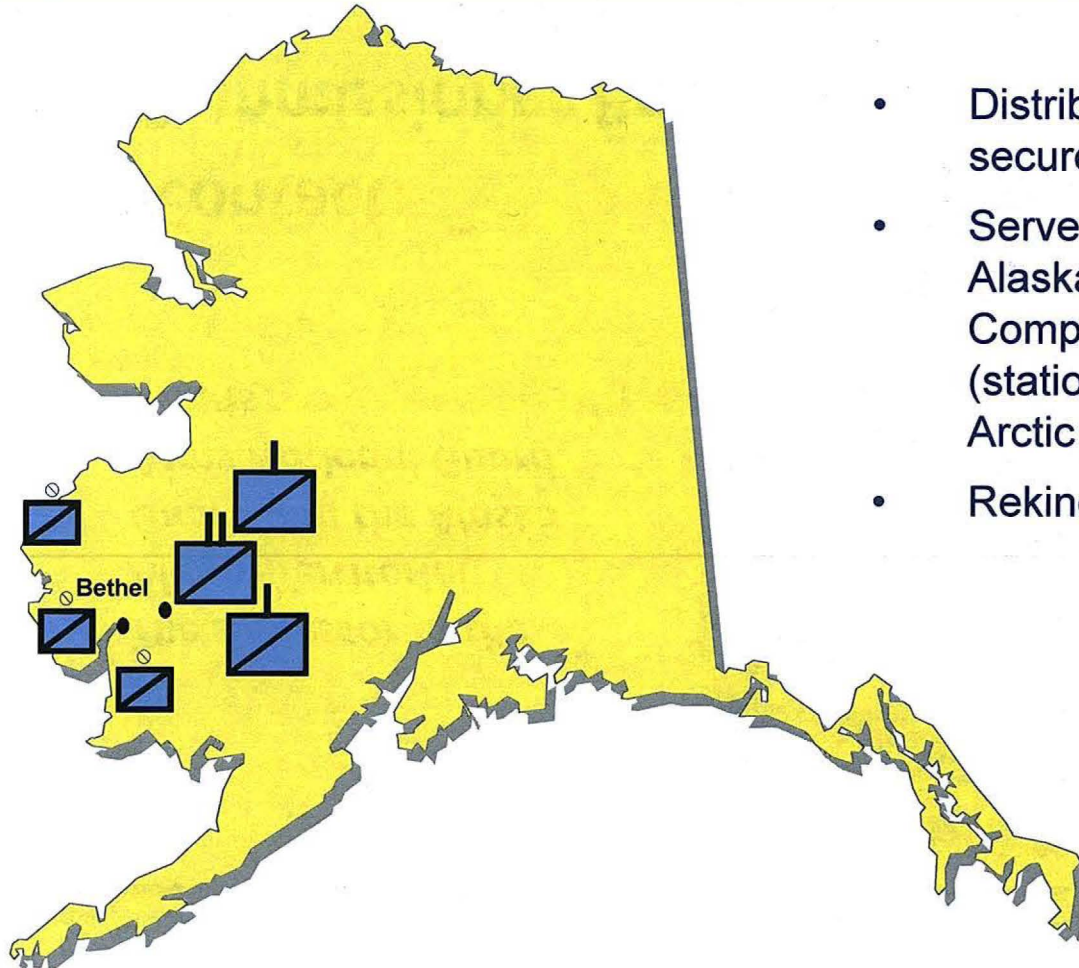 Bethel
• Distrib
secure
• Serve
Alaska
Comp
(statio
Arctic
• Rekin